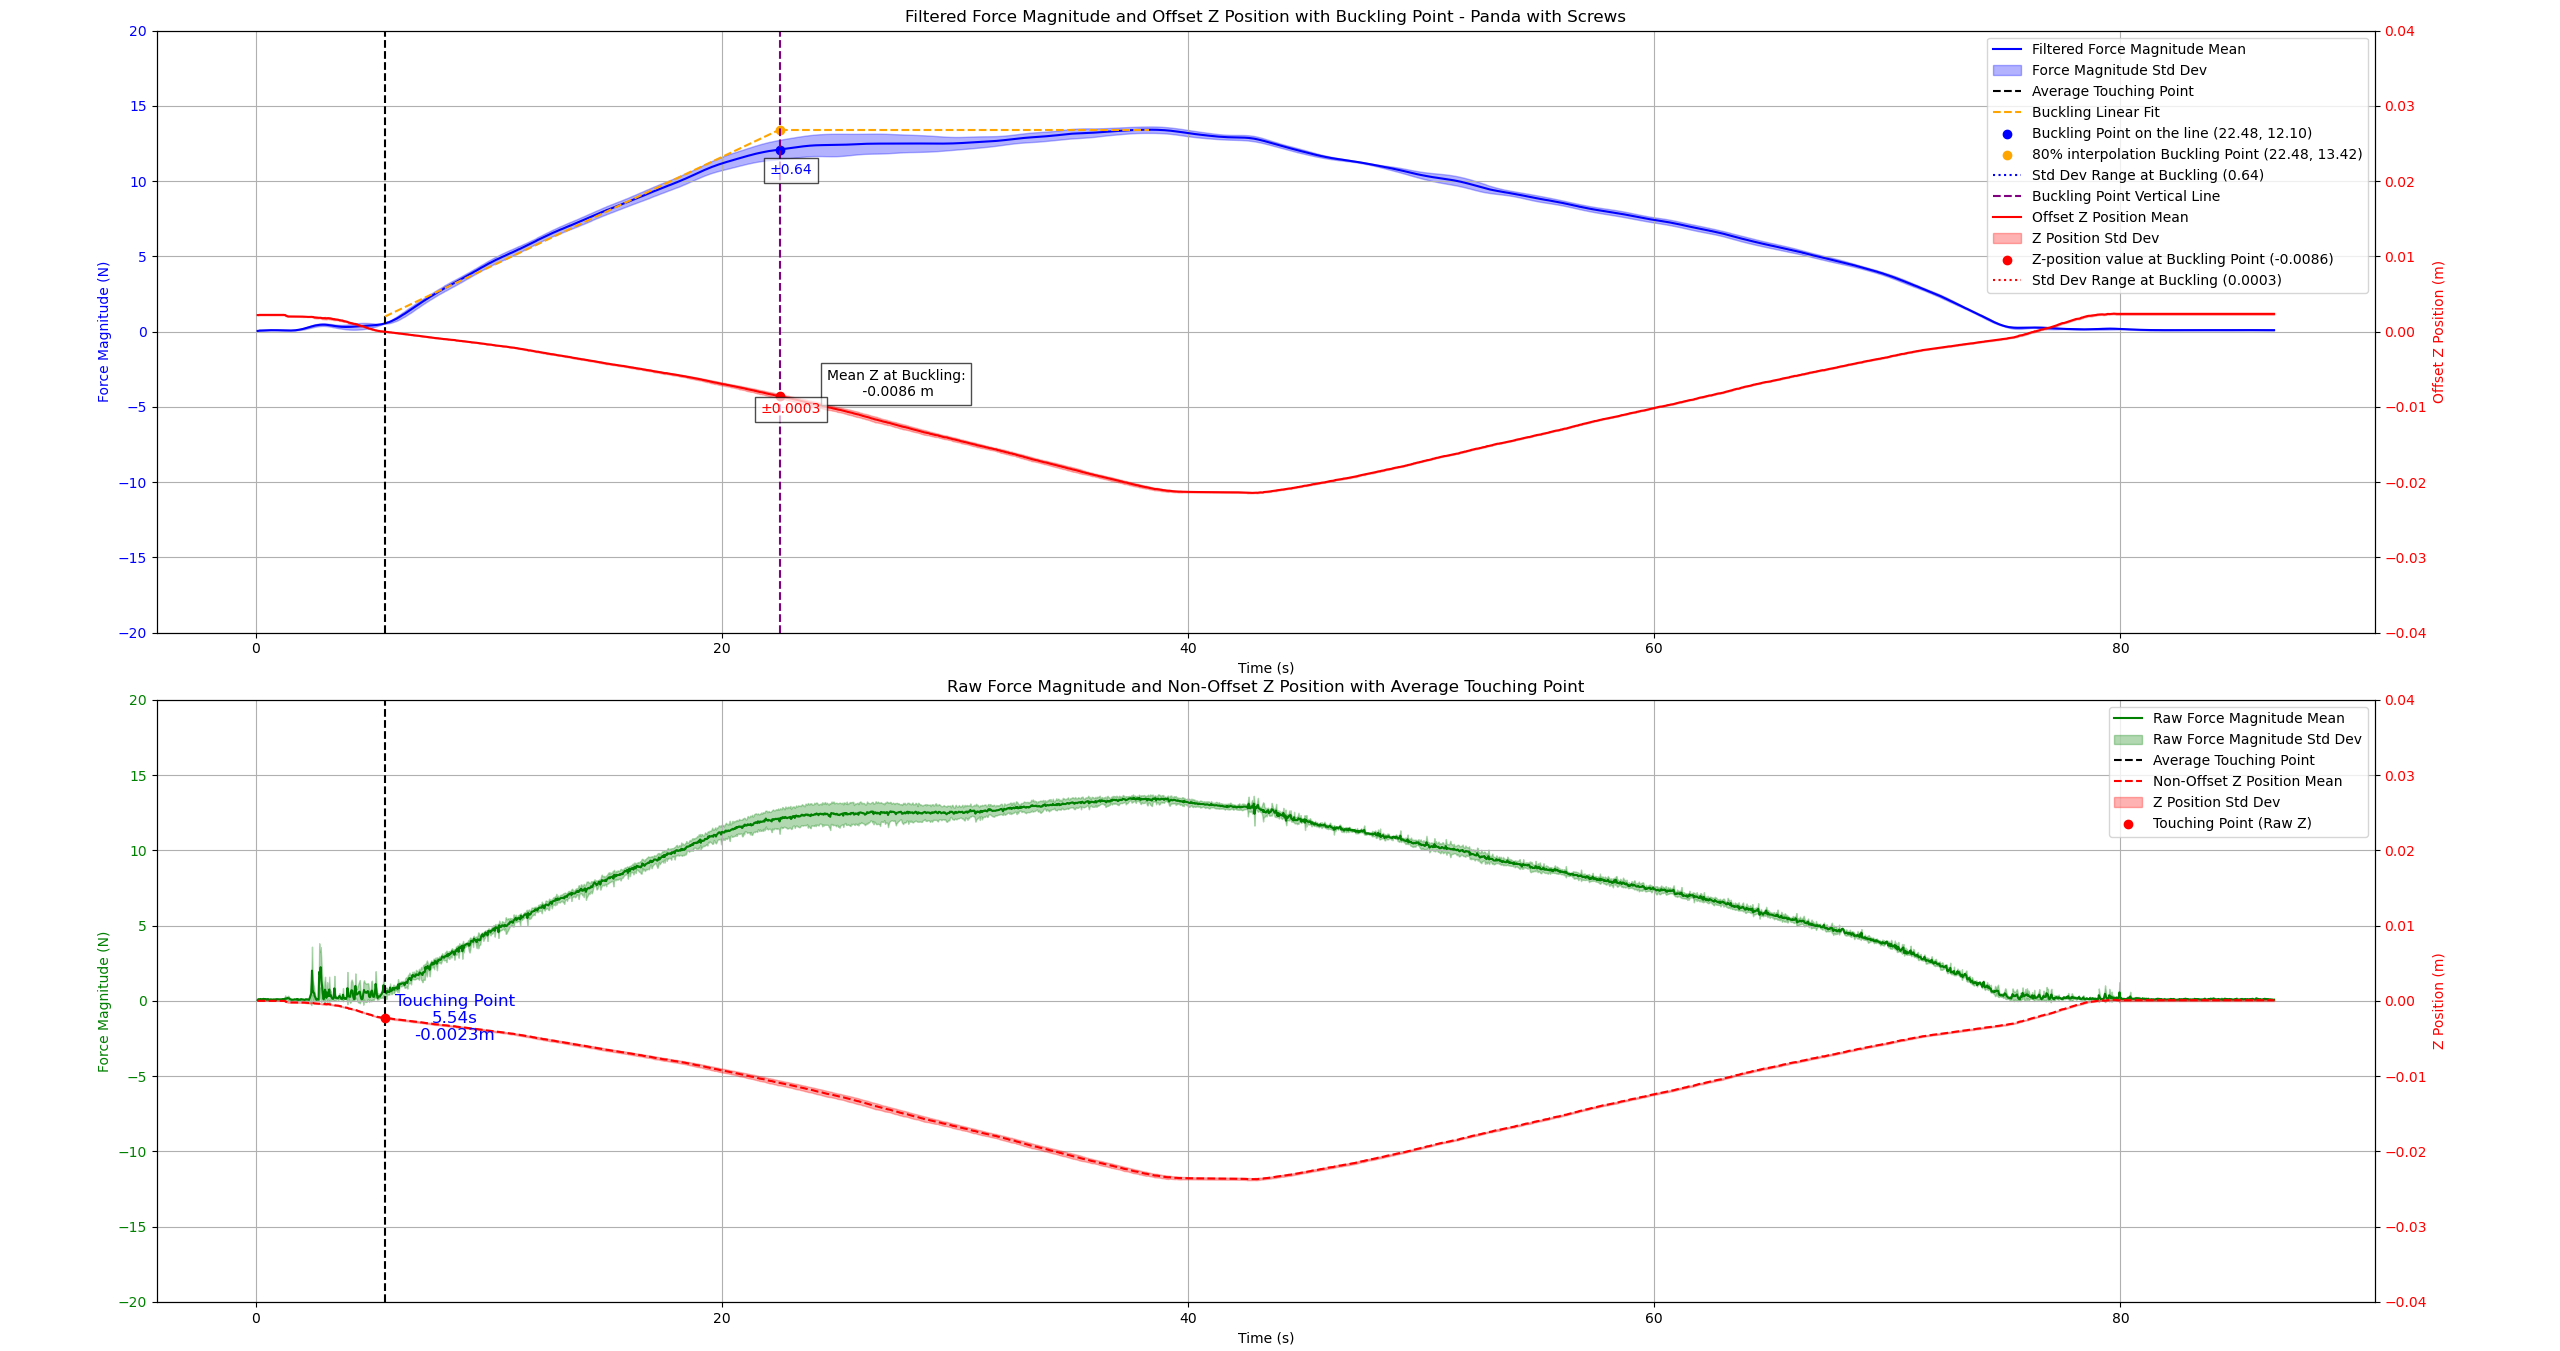 Filtered Force Magnitude and Offset Z Position with Buckling Point - Panda with Screws
20
15
10
5
0
−5
−10
−15
−20
Force Magnitude (N)
0.04
0.03
0.02
0.01
0.00
−0.01
−0.02
−0.03
−0.04
Offset Z Position (m)
Filtered Force Magnitude Mean
Force Magnitude Std Dev
Average Touching Point
Buckling Linear Fit
Buckling Point on the line (22.48, 12.10)
80% interpolation Buckling Point (22.48, 13.42)
Std Dev Range at Buckling (0.64)
Buckling Point Vertical Line
Offset Z Position Mean
Z Position Std Dev
Z-position value at Buckling Point (-0.0086)
Std Dev Range at Buckling (0.0003)
±0.64
Mean Z at Buckling:
-0.0086 m
±0.0003
0 20 40 60 80
Time (s)
Raw Force Magnitude and Non-Offset Z Position with Average Touching Point
20
15
10
5
0
−5
−10
−15
−20
Force Magnitude (N)
0.04
0.03
0.02
0.01
0.00
−0.01
−0.02
−0.03
−0.04
Z Position (m)
Raw Force Magnitude Mean
Raw Force Magnitude Std Dev
Average Touching Point
Non-Offset Z Position Mean
Z Position Std Dev
Touching Point (Raw Z)
Touching Point
5.54s
-0.0023m
0 20 40 60 80
Time (s)